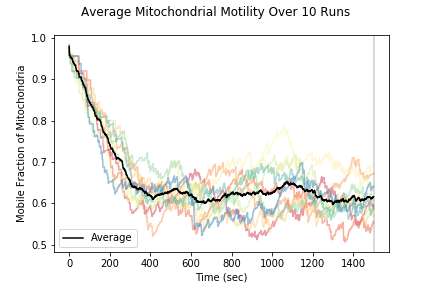 Average Mitochondrial Motility Over 10 Runs
Mobile Fraction of Mitochondria
1.0
0.9
0.8
0.7
0.6
0.5
Average
0 200 400 600 800 1000 1200 1400
Time (sec)